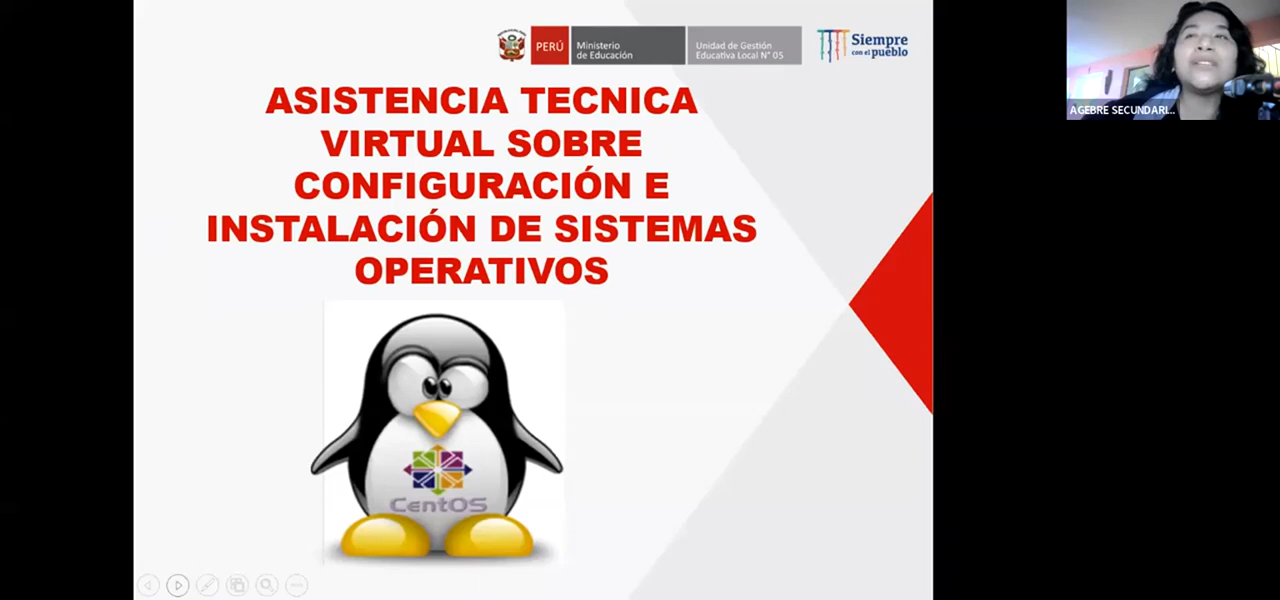 PERÚ
Ministerio
de Educación
Unidad de Gestión
Educativa Local N° 05
Siempre
con el pueblo
AGEBRE SECUNDARI...
ASISTENCIA TECNICA
VIRTUAL SOBRE
CONFIGURACIÓN E
INSTALACIÓN DE SISTEMAS
OPERATIVOS
CentOS